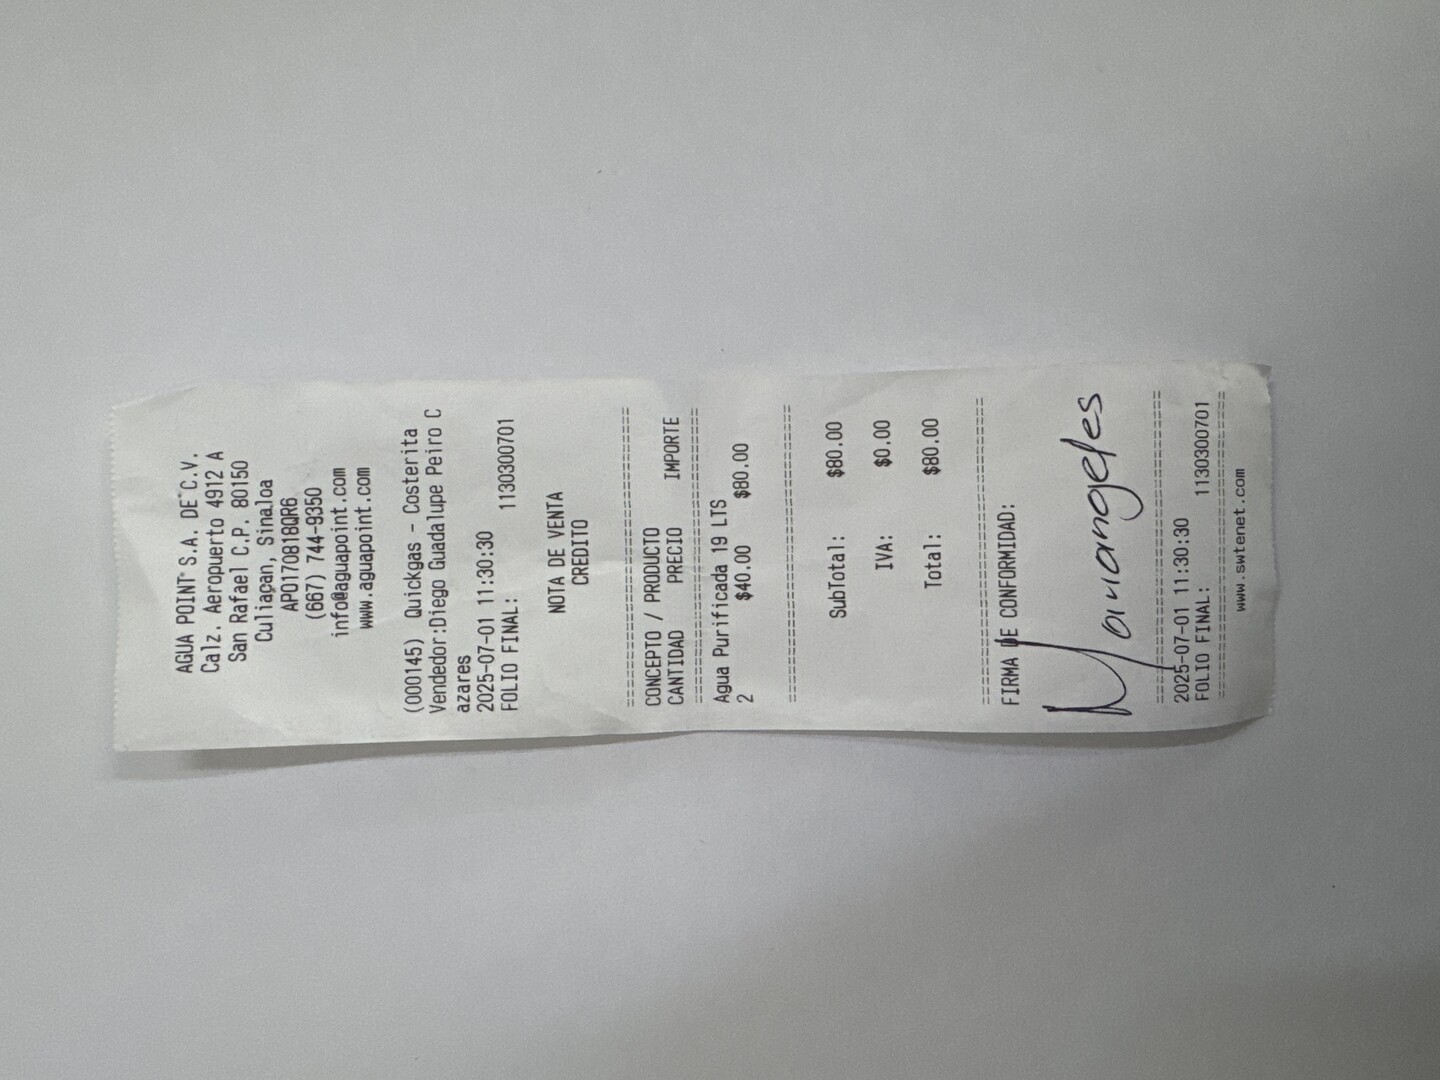 AGUA POINT S.A. DE C.V.
Calz. Aeropuerto 4912 A
San Rafael C.P. 80150
Culiacan, Sinaloa
APO170818QR6
(667) 744-9350
info@aguapoint.com
www.aguapoint.com
(000145) Quickgas - Costerita
Vendedor:Diego Guadalupe Peiro C
azares
2025-07-01 11:30:30
FOLIO FINAL: 1130300701
NOTA DE VENTA
CREDITO
================================
CONCEPTO / PRODUCTO
CANTIDAD PRECIO IMPORTE
================================
Agua Purificada 19 LTS
2 $40.00 $80.00
================================
SubTotal: $80.00
IVA: $0.00
Total: $80.00
================================
FIRMA DE CONFORMIDAD:
Mariangeles
================================
2025-07-01 11:30:30
FOLIO FINAL: 1130300701
================================
www.swtenet.com